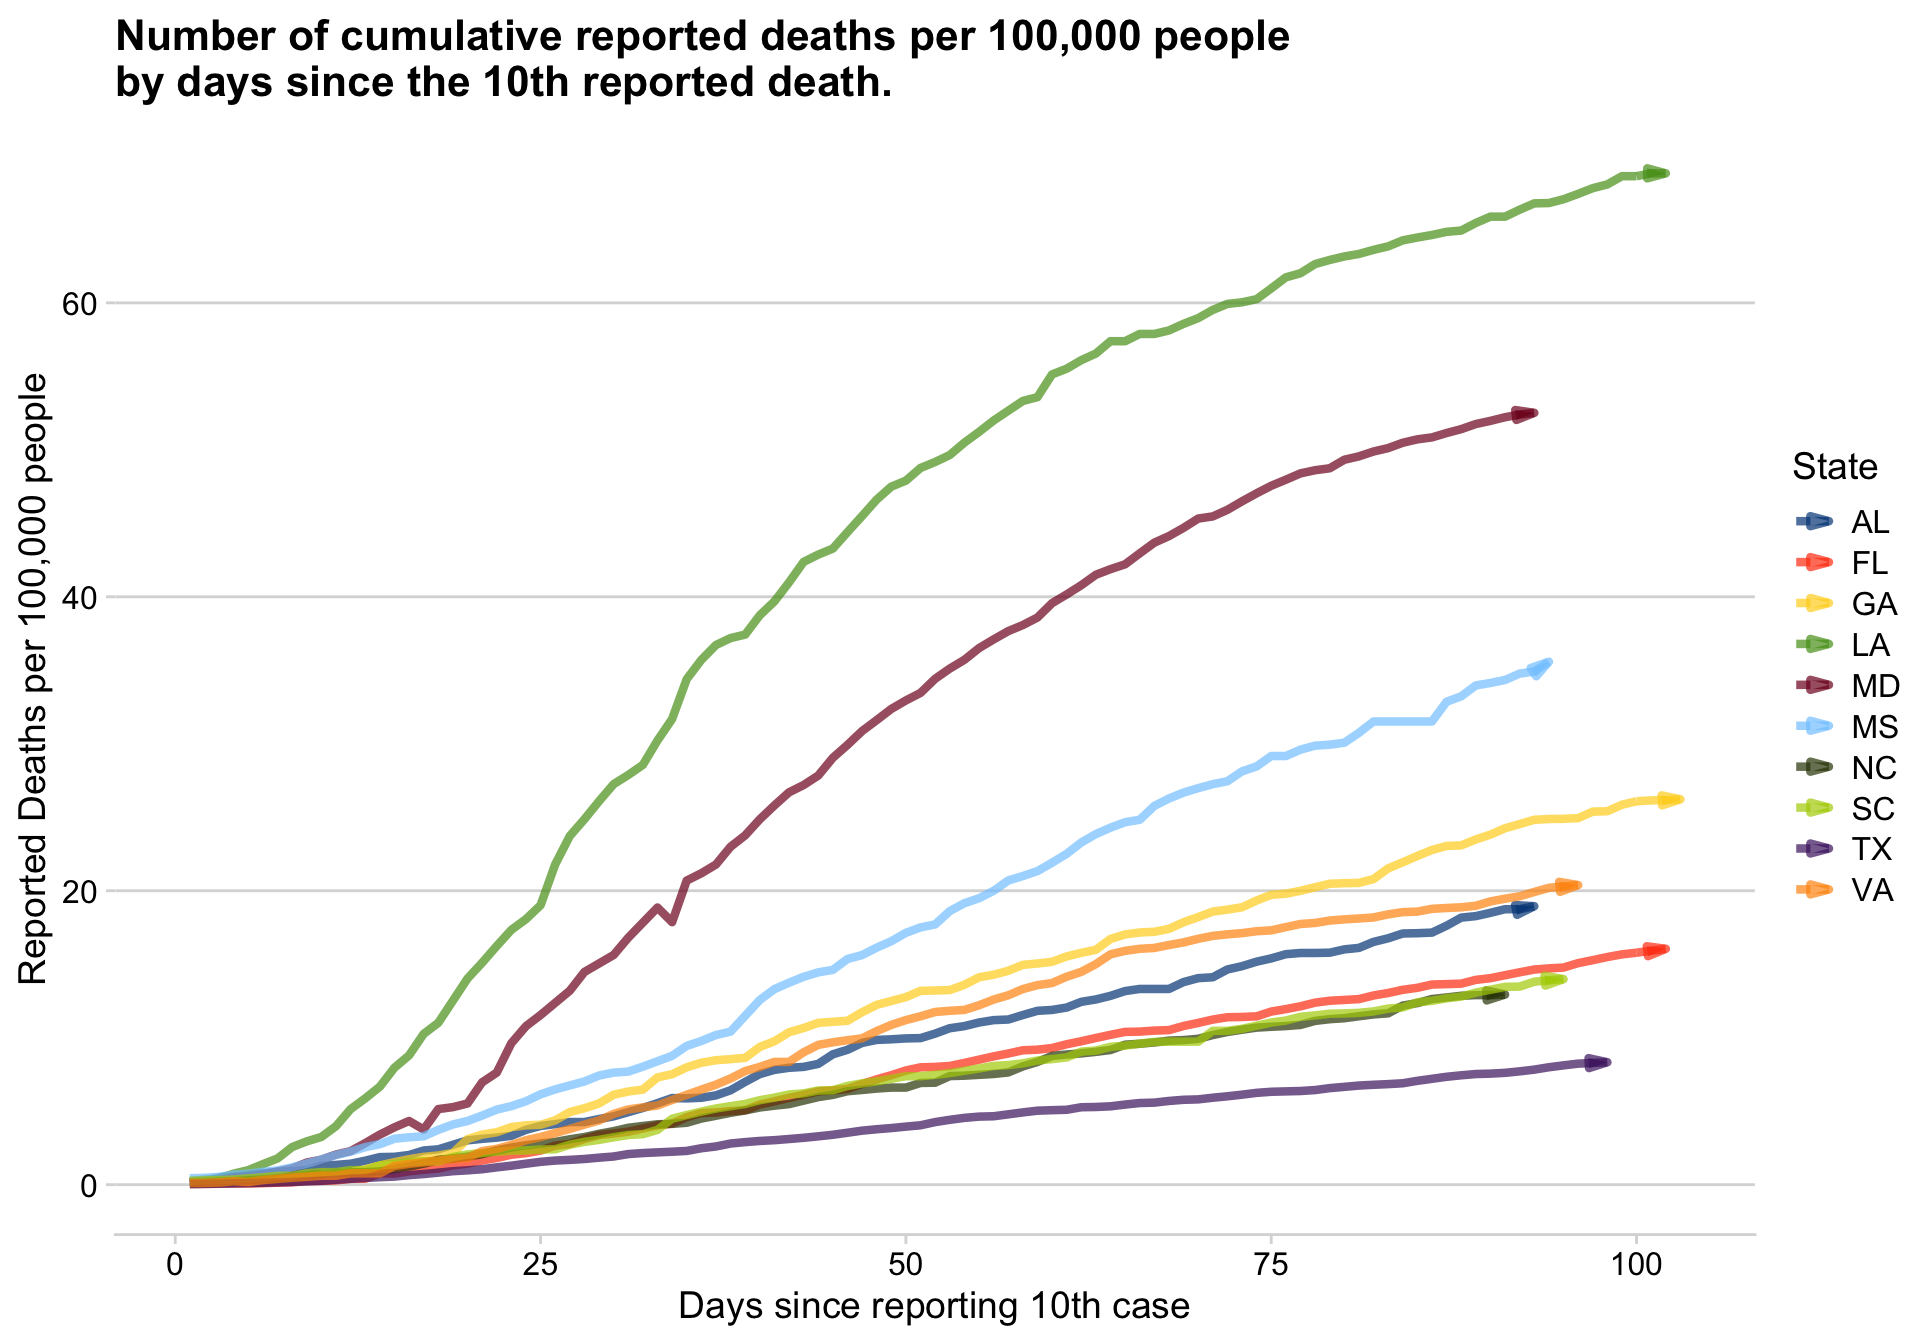 Number of cumulative reported deaths per 100,000 people
by days since the 10th reported death.
Reported Deaths per 100,000 people
60
40
20
0
0
25
50
75
100
Days since reporting 10th case
State
AL
FL
GA
LA
MD
MS
NC
SC
TX
VA